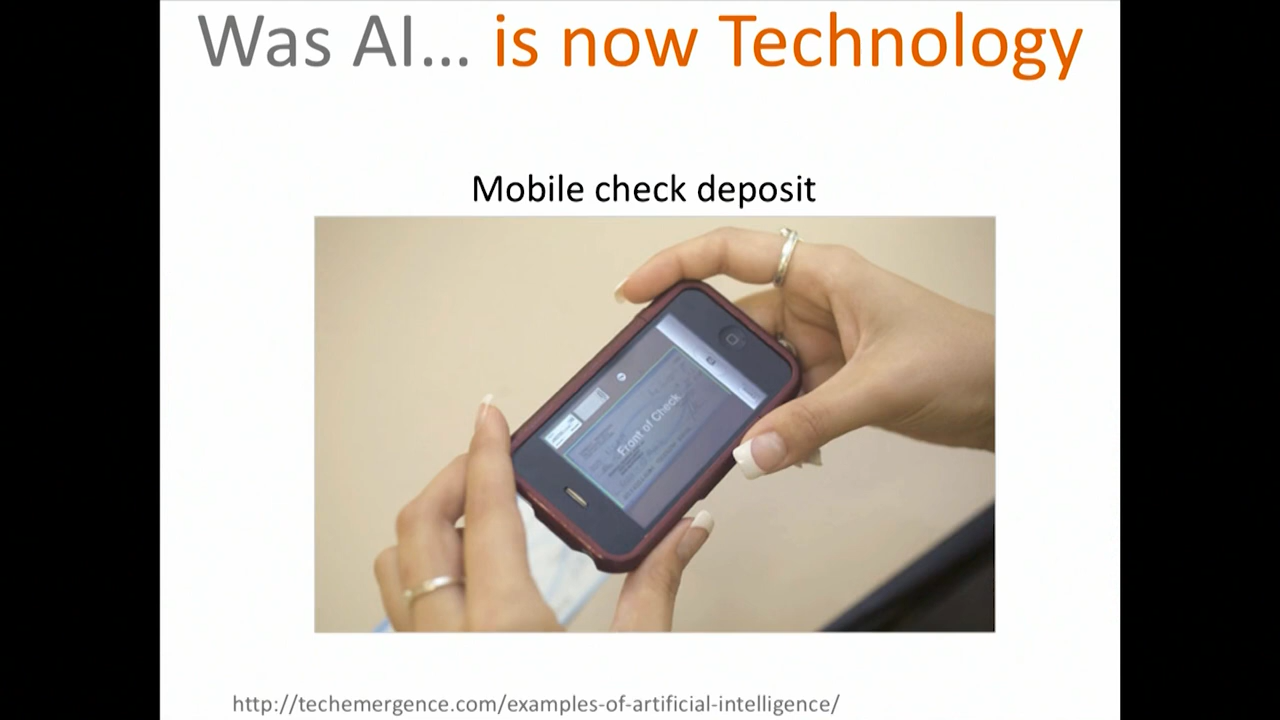 Was AI... is now Technology
Mobile check deposit
Front of Check
http://techemergence.com/examples-of-artificial-intelligence/